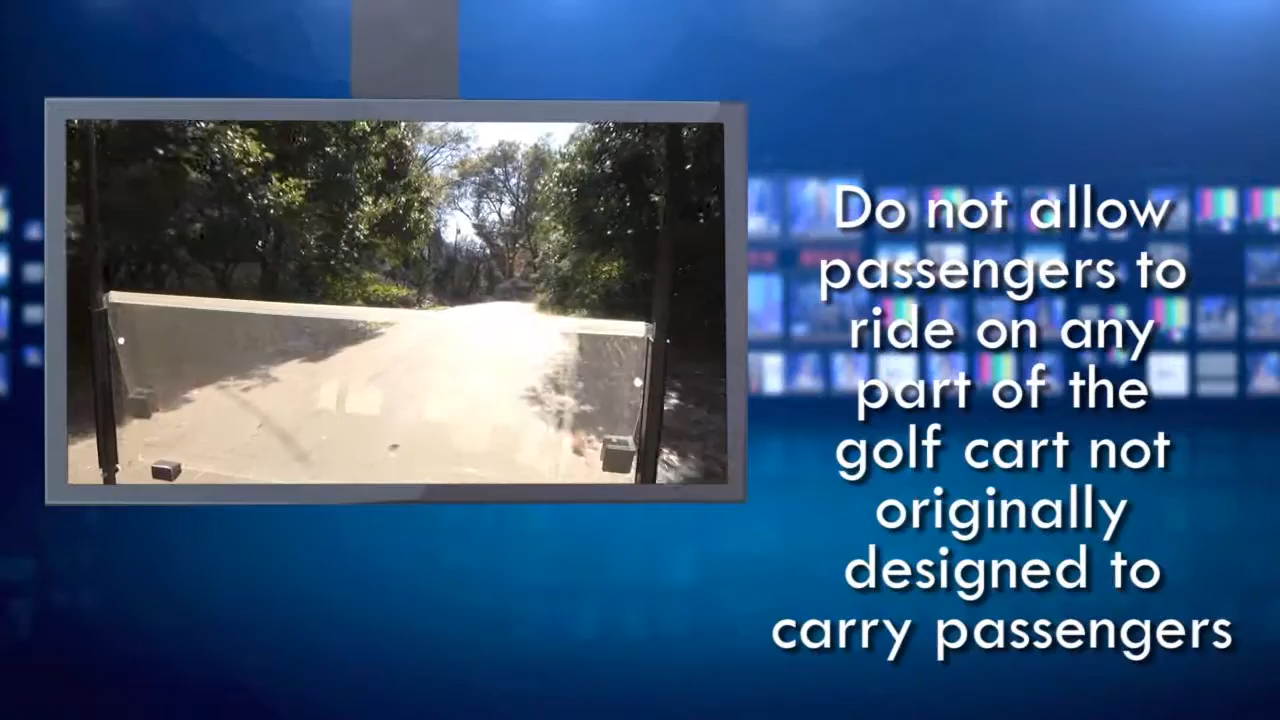 Do not allow
passengers to
ride on any
part of the
golf cart not
originally
designed to
carry passengers